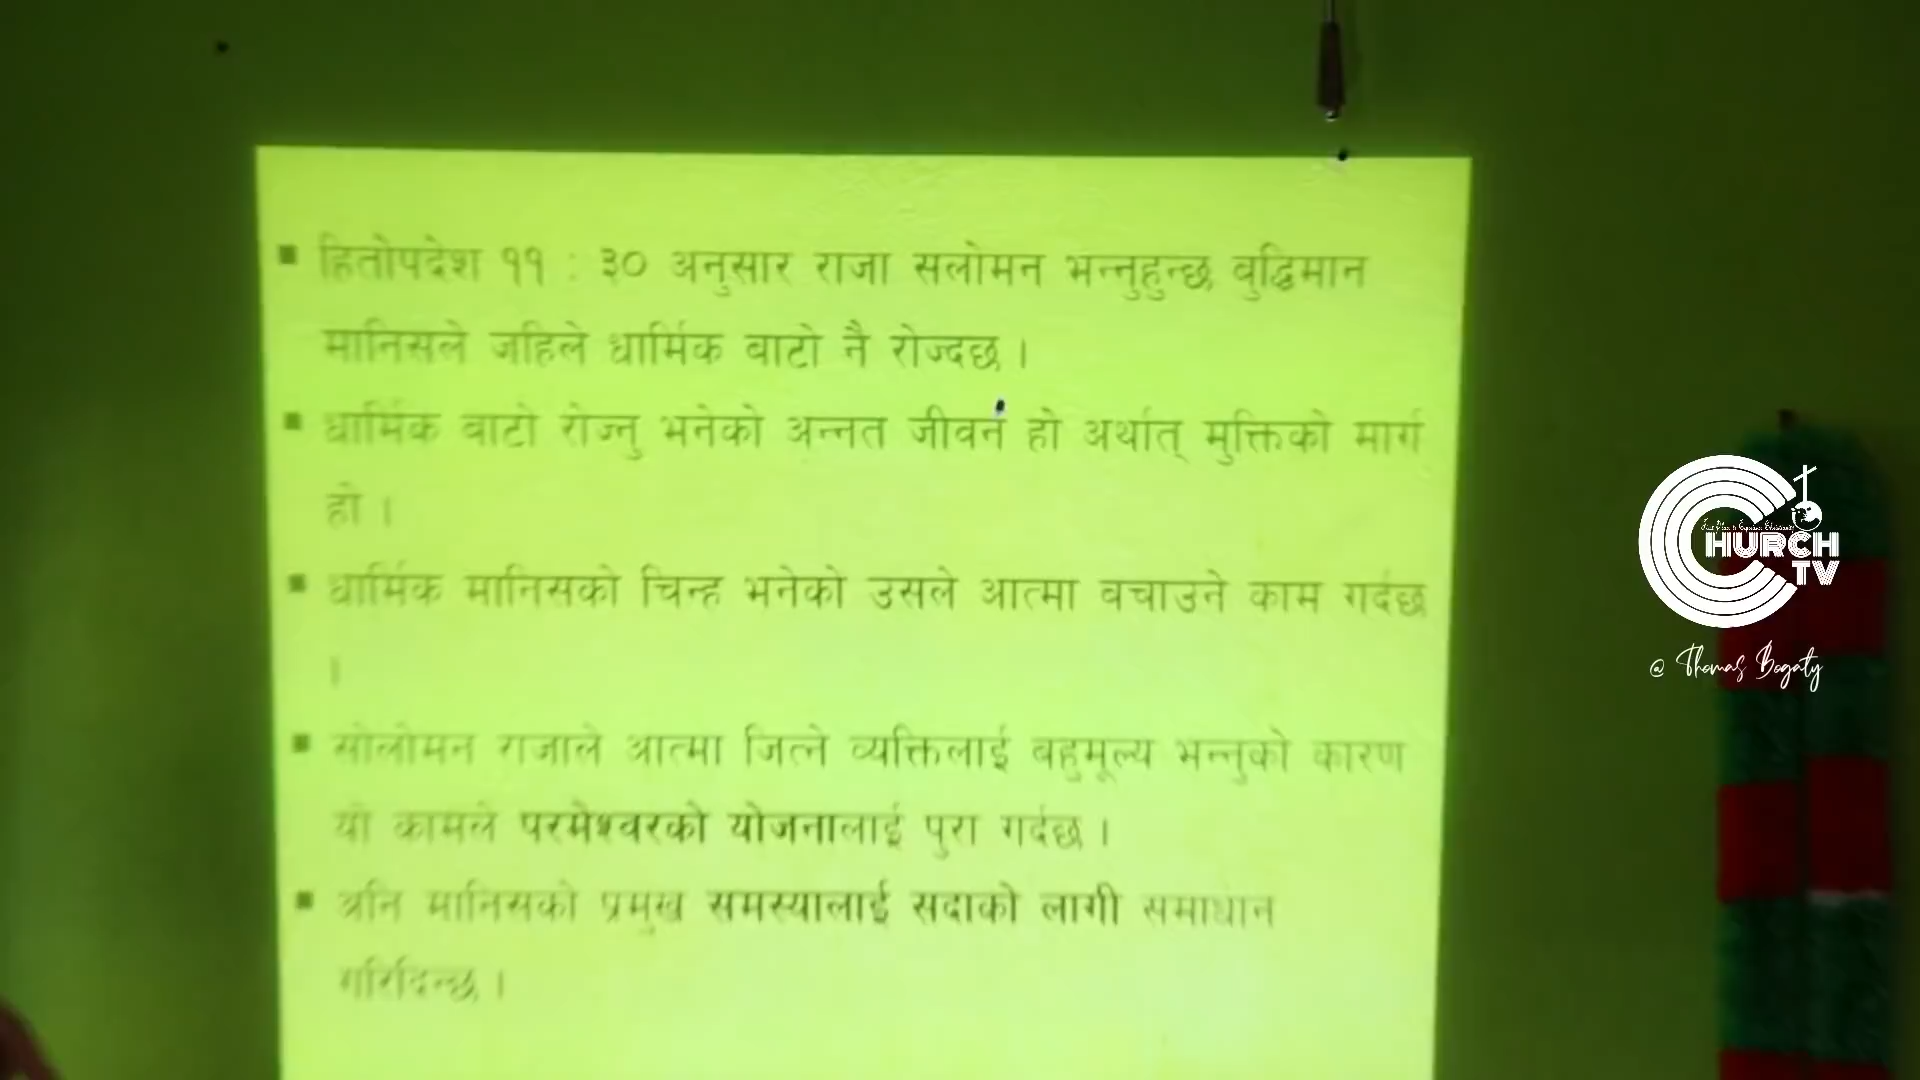 ▪ हितोपदेश ११ : ३० अनुसार राजा सलोमन भन्नुहुन्छ बुद्धिमान
मानिसले जहिले धार्मिक बाटो नै रोज्दछ ।
▪ धार्मिक बाटो रोज्नु भनेको अन्नत जीवन हो अर्थात् मुक्तिको मार्ग
हो ।
▪ धार्मिक मानिसको चिन्ह भनेको उसले आत्मा बचाउने काम गर्दछ
।
▪ सोलोमन राजाले आत्मा जित्ने व्यक्तिलाई बहुमूल्य भन्नुको कारण
यो कामले परमेश्वरको योजनालाई पुरा गर्दछ ।
▪ अनि मानिसको प्रमुख समस्यालाई सदाको लागी समाधान
गरिदिन्छ ।
CHURCH
TV
@ Thomas Bogaty